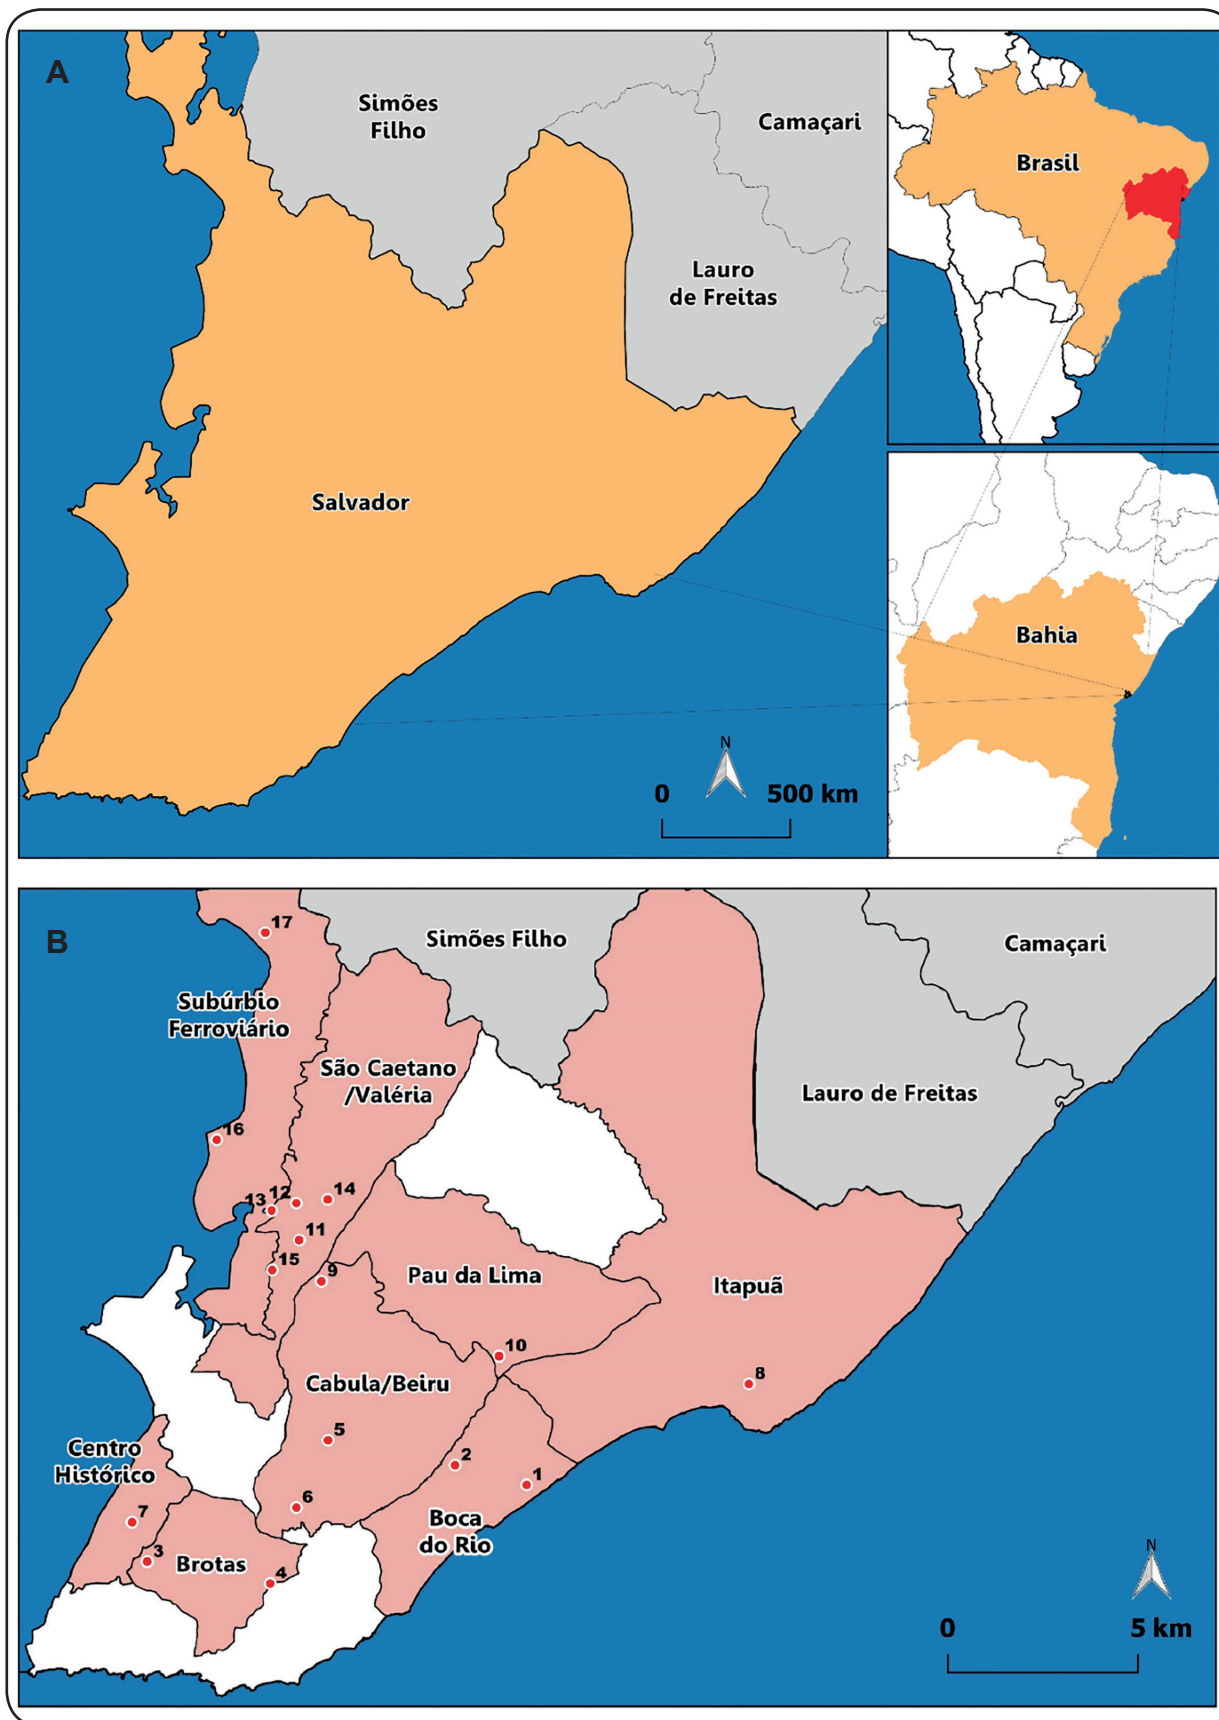 A
Simões
Filho
Camaçari
Lauro
de Freitas
Salvador
N
0 500 km
Brasil
Bahia
B
17
Simões Filho
Camaçari
Subúrbio
Ferroviário
São Caetano
/Valéria
Lauro de Freitas
16
13 12 14
11
15 9
Pau da Lima
Itapuã
10
8
Cabula/Beiru
5
2
1
Centro
Histórico
6
7
Boca
do Rio
3
Brotas
4
N
0 5 km